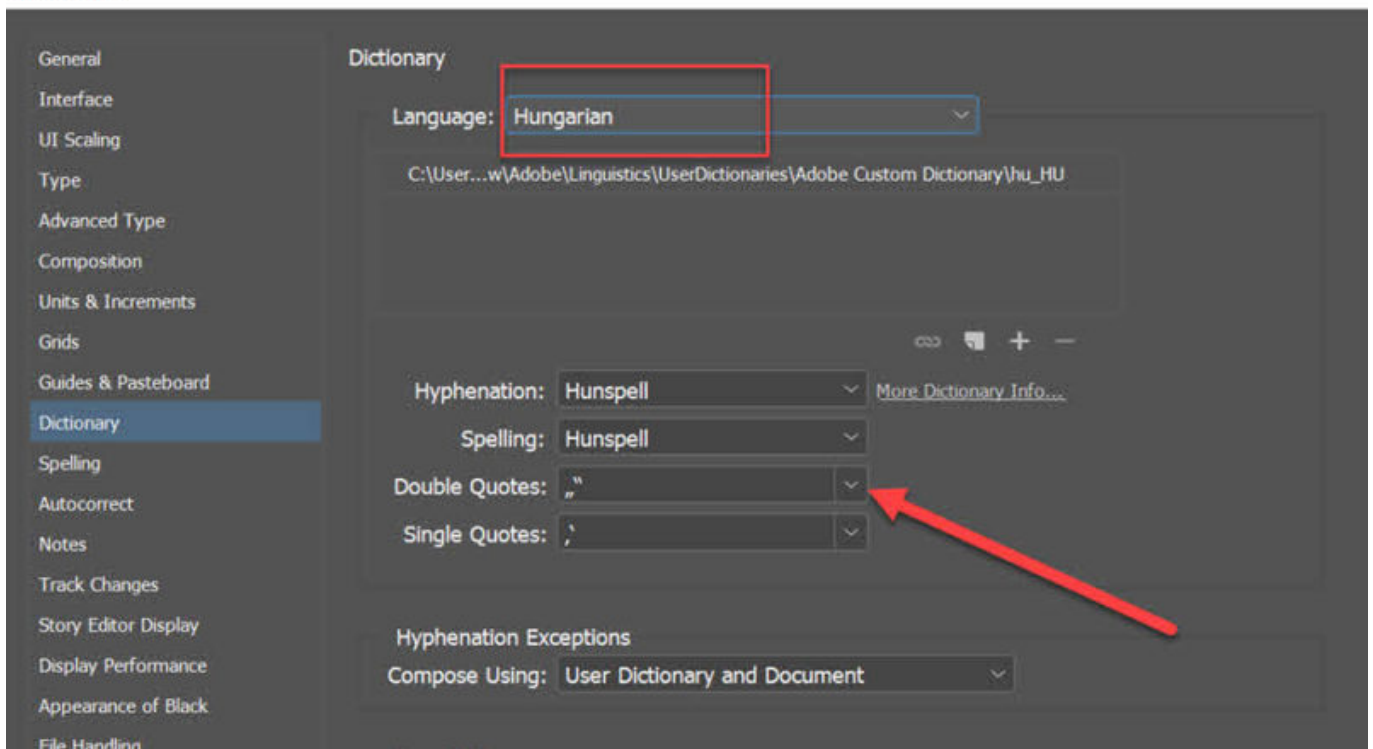 General
Interface
UI Scaling
Type
Advanced Type
Composition
Units & Increments
Grids
Guides & Pasteboard
Dictionary
Spelling
Autocorrect
Notes
Track Changes
Story Editor Display
Display Performance
Appearance of Black
File Handling
Dictionary
Language: Hungarian
C:\User...w\Adobe\Linguistics\UserDictionaries\Adobe Custom Dictionary\hu_HU
Hyphenation: Hunspell More Dictionary Info...
Spelling: Hunspell
Double Quotes: „‟
Single Quotes: ‚‛
Hyphenation Exceptions
Compose Using: User Dictionary and Document